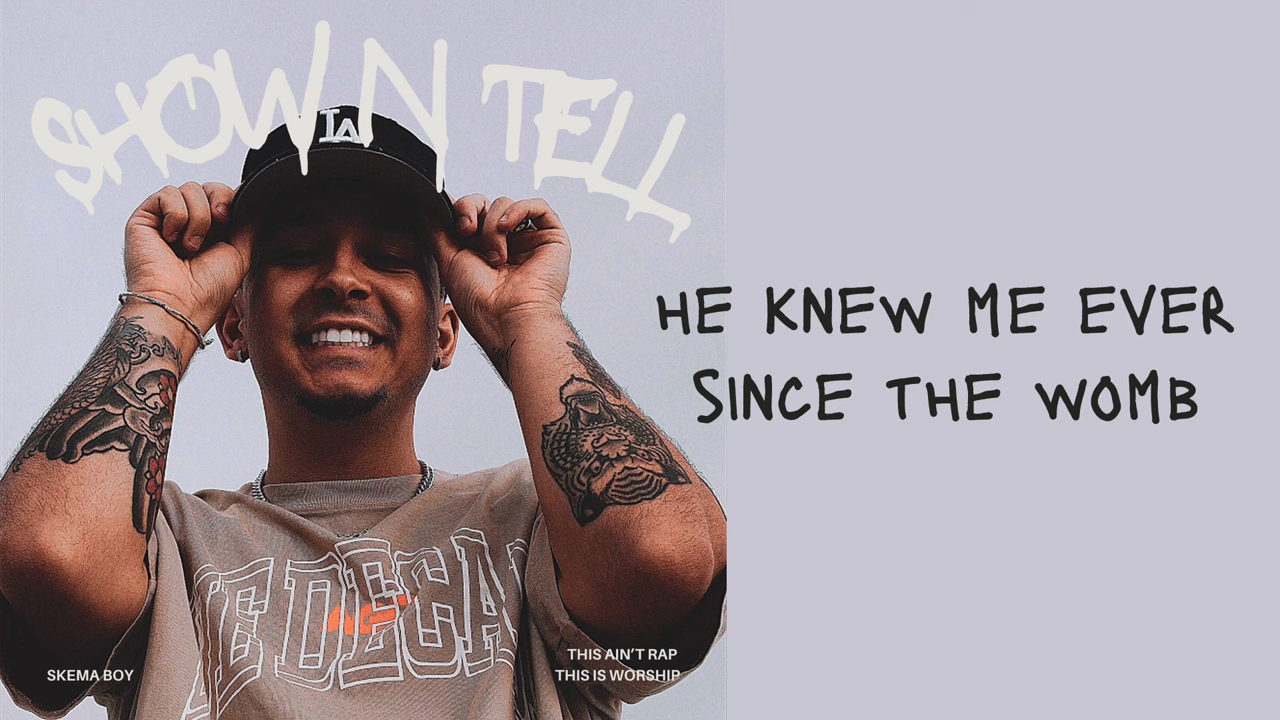 SHOW N TELL
LA
HE KNEW ME EVER
SINCE THE WOMB
SKEMA BOY
THIS AIN'T RAP
THIS IS WORSHIP